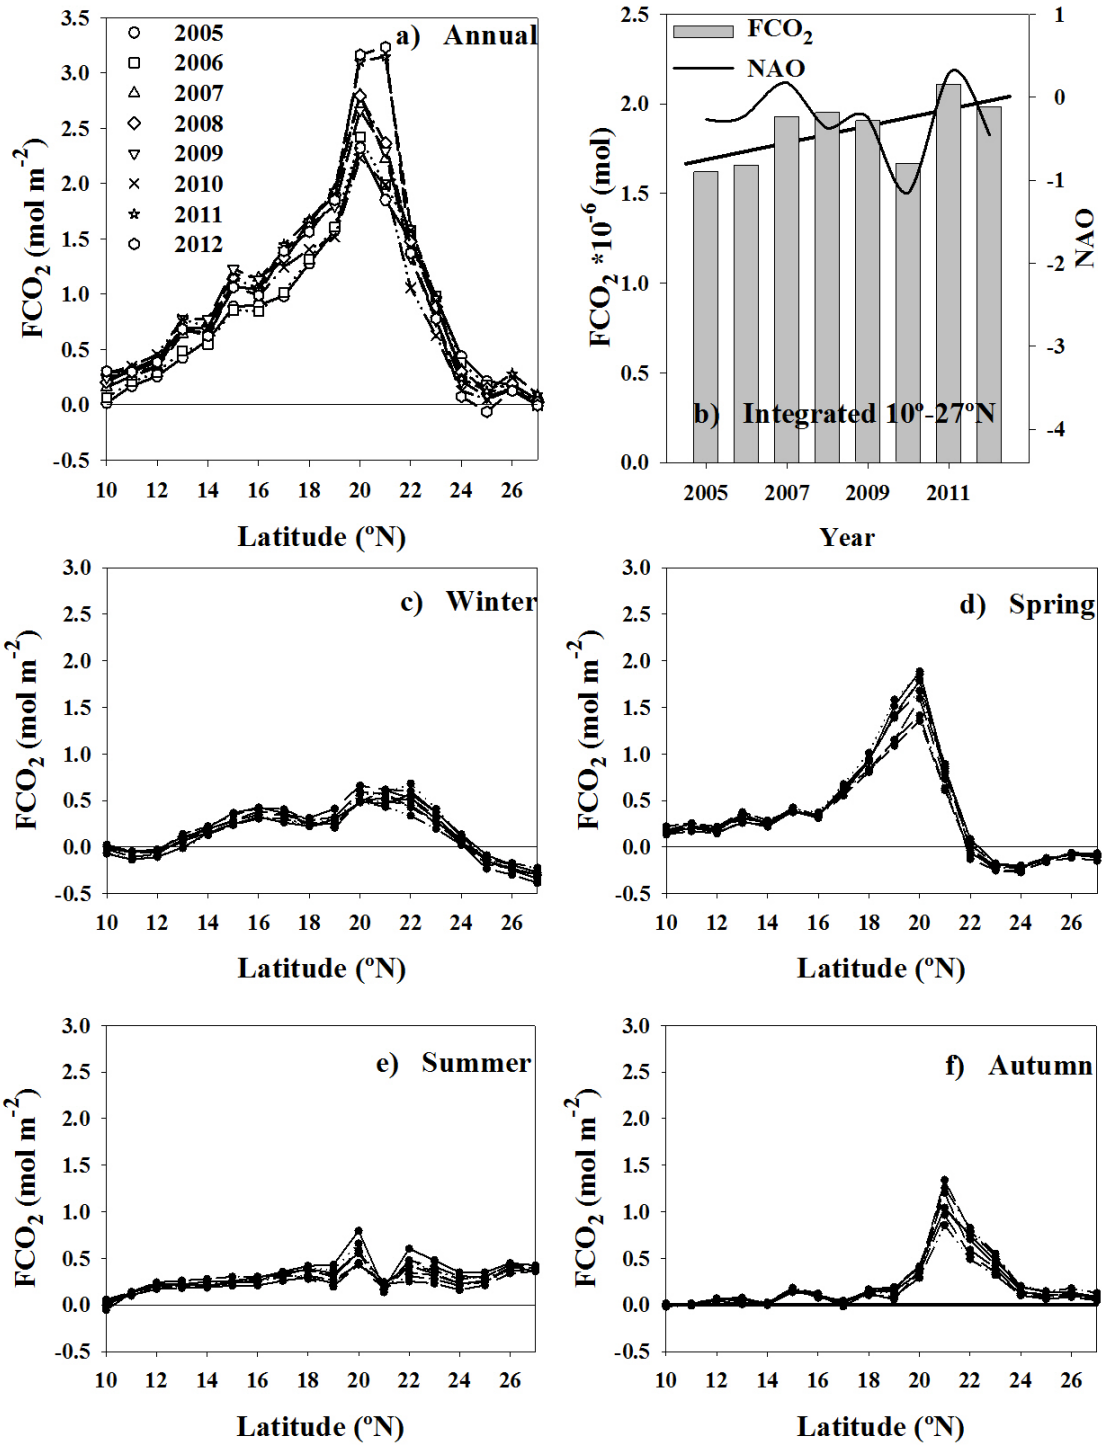 a) Annual
2005
2006
2007
2008
2009
2010
2011
2012
3.5
3.0
2.5
2.0
1.5
1.0
0.5
0.0
-0.5
FCO2 (mol m-2)
10 12 14 16 18 20 22 24 26
Latitude (ºN)
FCO2
NAO
2.5
2.0
1.5
1.0
0.5
0.0
FCO2 *10-6 (mol)
1
0
-1
-2
-3
-4
NAO
b) Integrated 10º-27ºN
2005 2007 2009 2011
Year
c) Winter
3.0
2.5
2.0
1.5
1.0
0.5
0.0
-0.5
FCO2 (mol m-2)
10 12 14 16 18 20 22 24 26
Latitude (ºN)
d) Spring
3.0
2.5
2.0
1.5
1.0
0.5
0.0
-0.5
FCO2 (mol m-2)
10 12 14 16 18 20 22 24 26
Latitude (ºN)
e) Summer
3.0
2.5
2.0
1.5
1.0
0.5
0.0
-0.5
FCO2 (mol m-2)
10 12 14 16 18 20 22 24 26
Latitude (ºN)
f) Autumn
3.0
2.5
2.0
1.5
1.0
0.5
0.0
-0.5
FCO2 (mol m-2)
10 12 14 16 18 20 22 24 26
Latitude (ºN)